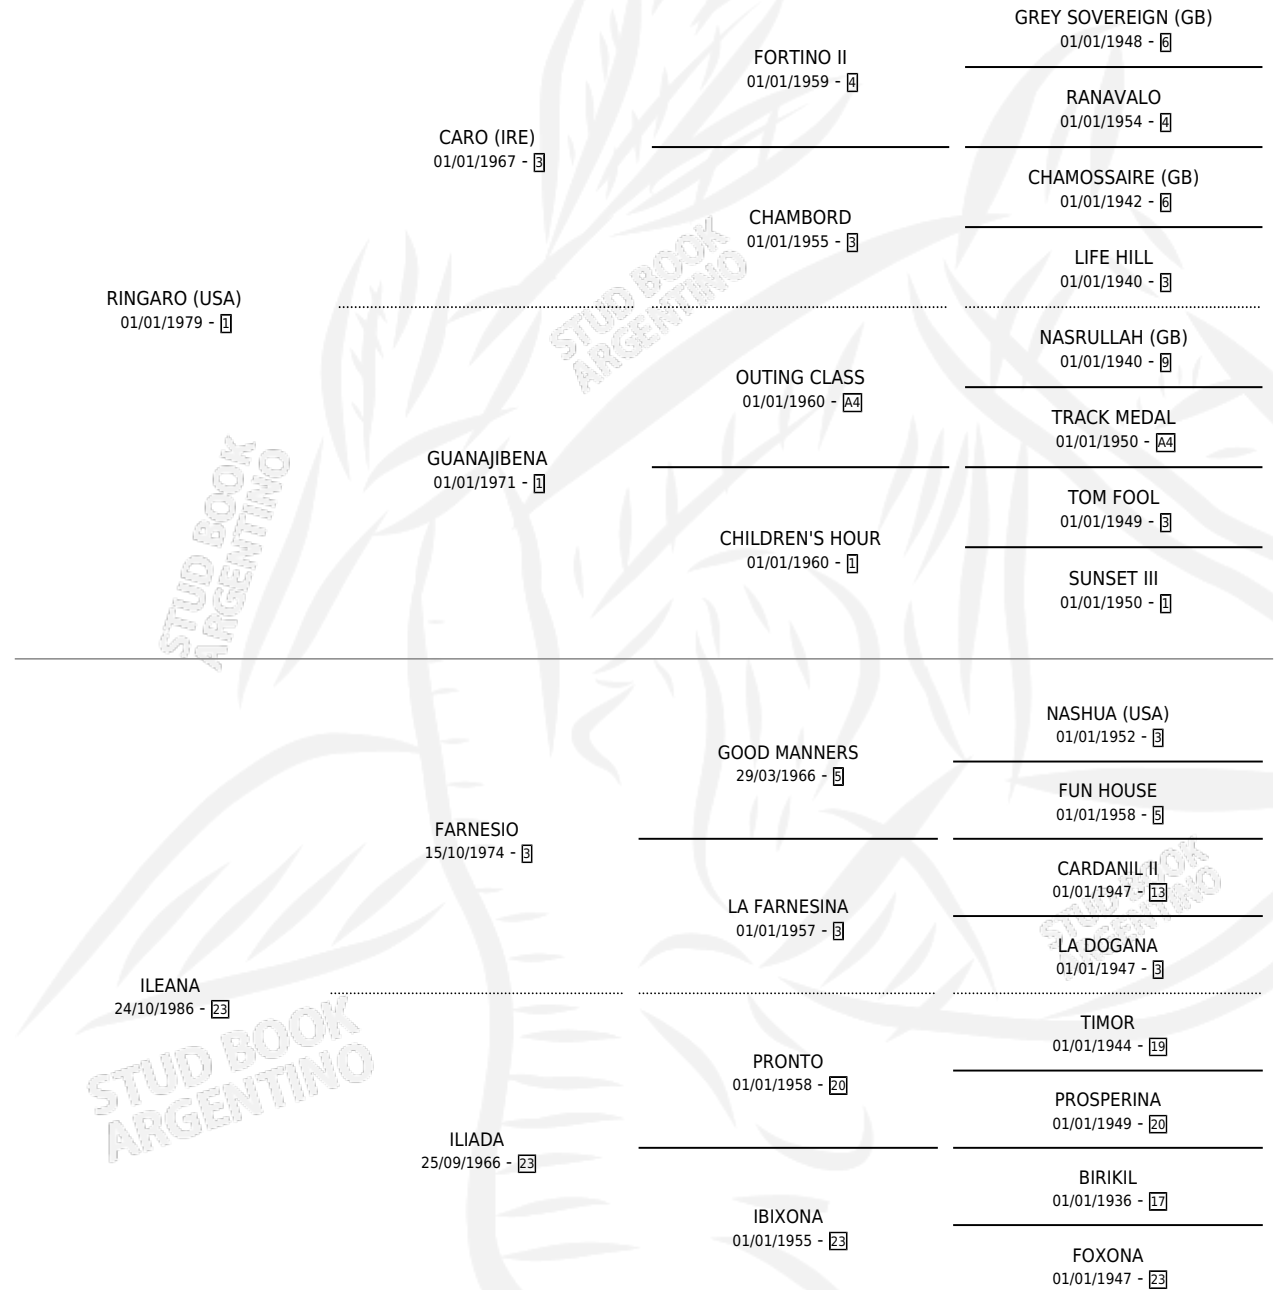 GREY SOVEREIGN (GB)
01/01/1948 - 6
FORTINO II
01/01/1959 - 4
RANAVALO
01/01/1954 - 4
CARO (IRE)
01/01/1967 - 3
CHAMOSSAIRE (GB)
01/01/1942 - 6
CHAMBORD
01/01/1955 - 3
LIFE HILL
01/01/1940 - 3
RINGARO (USA)
01/01/1979 - 1
NASRULLAH (GB)
01/01/1940 - 9
OUTING CLASS
01/01/1960 - A4
TRACK MEDAL
01/01/1950 - A4
GUANAJIBENA
01/01/1971 - 1
TOM FOOL
01/01/1949 - 3
CHILDREN'S HOUR
01/01/1960 - 1
SUNSET III
01/01/1950 - 1
STUD BOOK
ARGENTINO
STUD BOOK
ARGENTINO
NASHUA (USA)
01/01/1952 - 3
GOOD MANNERS
29/03/1966 - 5
FUN HOUSE
01/01/1958 - 5
FARNESIO
15/10/1974 - 3
CARDANIL II
01/01/1947 - 13
LA FARNESINA
01/01/1957 - 3
LA DOGANA
01/01/1947 - 3
ILEANA
24/10/1986 - 23
TIMOR
01/01/1944 - 19
PRONTO
01/01/1958 - 20
PROSPERINA
01/01/1949 - 20
ILIADA
25/09/1966 - 23
BIRIKIL
01/01/1936 - 17
IBIXONA
01/01/1955 - 23
FOXONA
01/01/1947 - 23
STUD BOOK
ARGENTINO
STUD BOOK
ARGENTINO